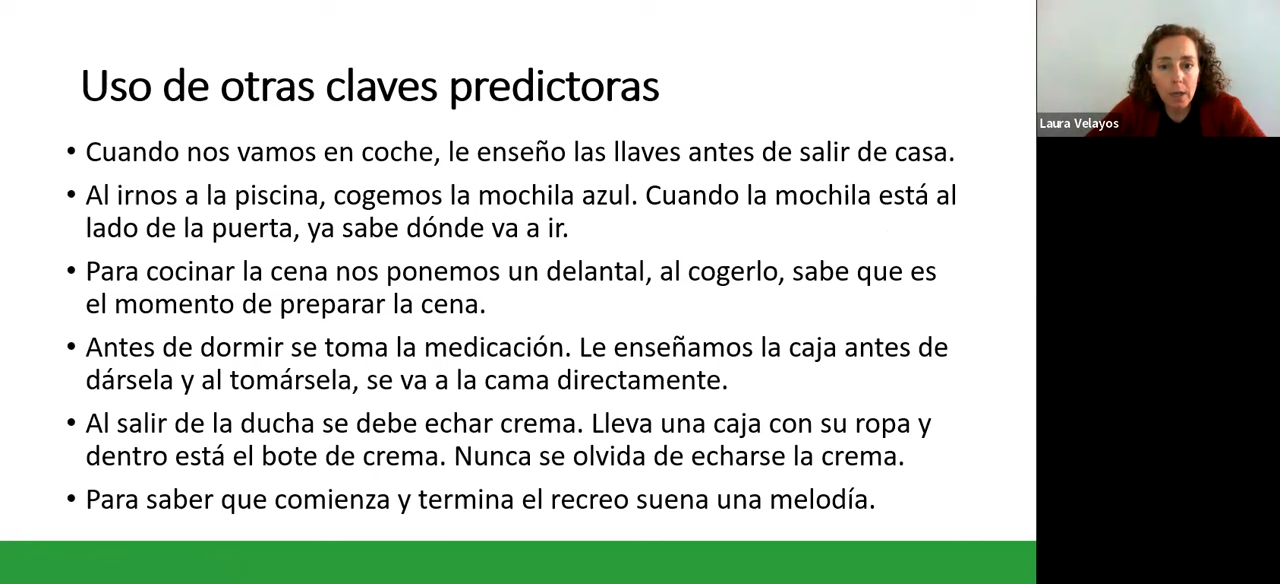 Uso de otras claves predictoras
• Cuando nos vamos en coche, le enseño las llaves antes de salir de casa.
• Al irnos a la piscina, cogemos la mochila azul. Cuando la mochila está al
lado de la puerta, ya sabe dónde va a ir.
• Para cocinar la cena nos ponemos un delantal, al cogerlo, sabe que es
el momento de preparar la cena.
• Antes de dormir se toma la medicación. Le enseñamos la caja antes de
dársela y al tomársela, se va a la cama directamente.
• Al salir de la ducha se debe echar crema. Lleva una caja con su ropa y
dentro está el bote de crema. Nunca se olvida de echarse la crema.
• Para saber que comienza y termina el recreo suena una melodía.
Laura Velayos